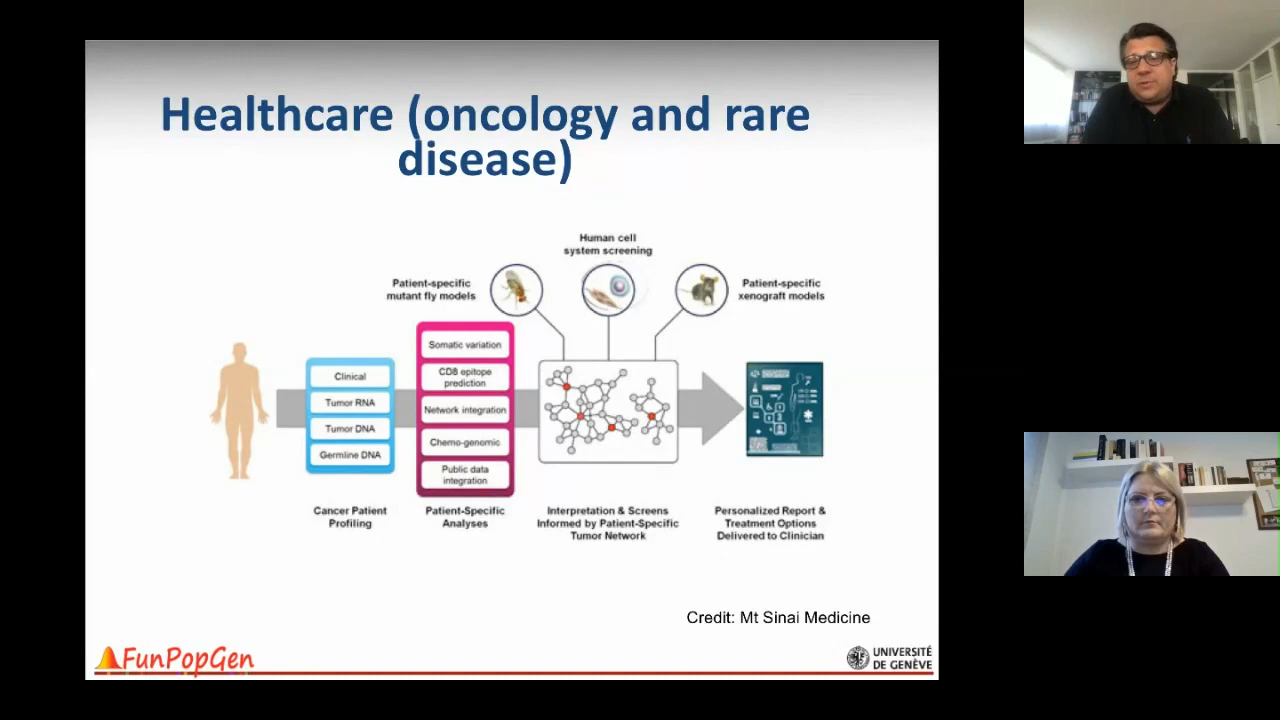 Healthcare (oncology and rare
disease)
Human cell
system screening
Patient-specific
mutant fly models
Patient-specific
xenograft models
Clinical
Tumor RNA
Tumor DNA
Germline DNA
Somatic variation
CD8 epitope
prediction
Network integration
Chemo-genomic
Public data
integration
Cancer Patient
Profiling
Patient-Specific
Analyses
Interpretation & Screens
Informed by Patient-Specific
Tumor Network
Personalized Report &
Treatment Options
Delivered to Clinician
Credit: Mt Sinai Medicine
FunPopGen
UNIVERSITÉ
DE GENÈVE